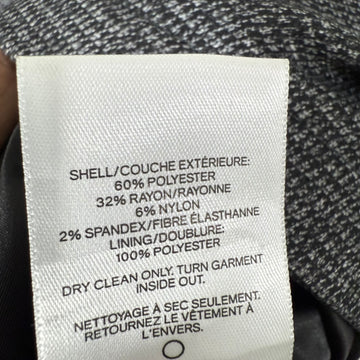 SHELL/COUCHE EXTÉRIEURE:
60% POLYESTER
32% RAYON/RAYONNE
6% NYLON
2% SPANDEX/FIBRE ÉLASTHANNE
LINING/DOUBLURE:
100% POLYESTER
DRY CLEAN ONLY. TURN GARMENT
INSIDE OUT.
NETTOYAGE À SEC SEULEMENT.
RETOURNEZ LE VÊTEMENT À
L'ENVERS.